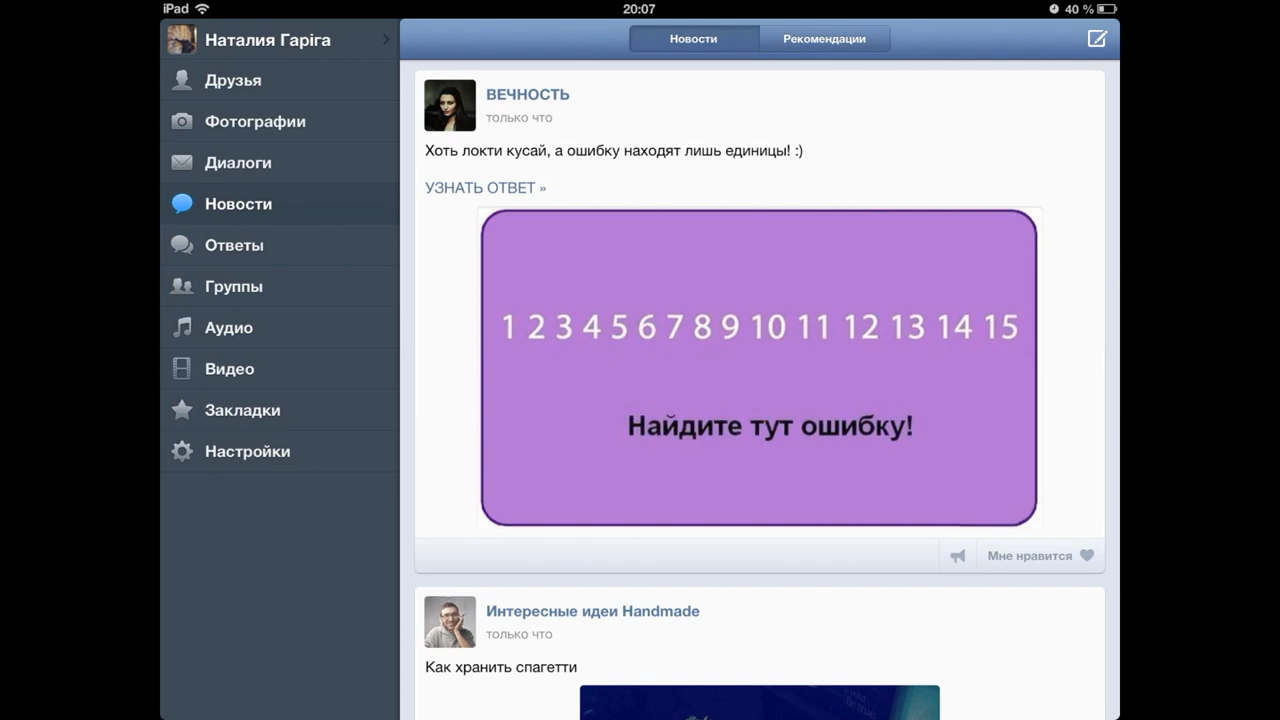 iPad 20:07 40 %
Наталия Гаріга
Друзья
Фотографии
Диалоги
Новости
Ответы
Группы
Аудио
Видео
Закладки
Настройки
Новости Рекомендации
ВЕЧНОСТЬ
только что
Хоть локти кусай, а ошибку находят лишь единицы! :)
УЗНАТЬ ОТВЕТ »
1 2 3 4 5 6 7 8 9 10 11 12 13 14 15
Найдите тут ошибку!
Мне нравится
Интересные идеи Handmade
только что
Как хранить спагетти